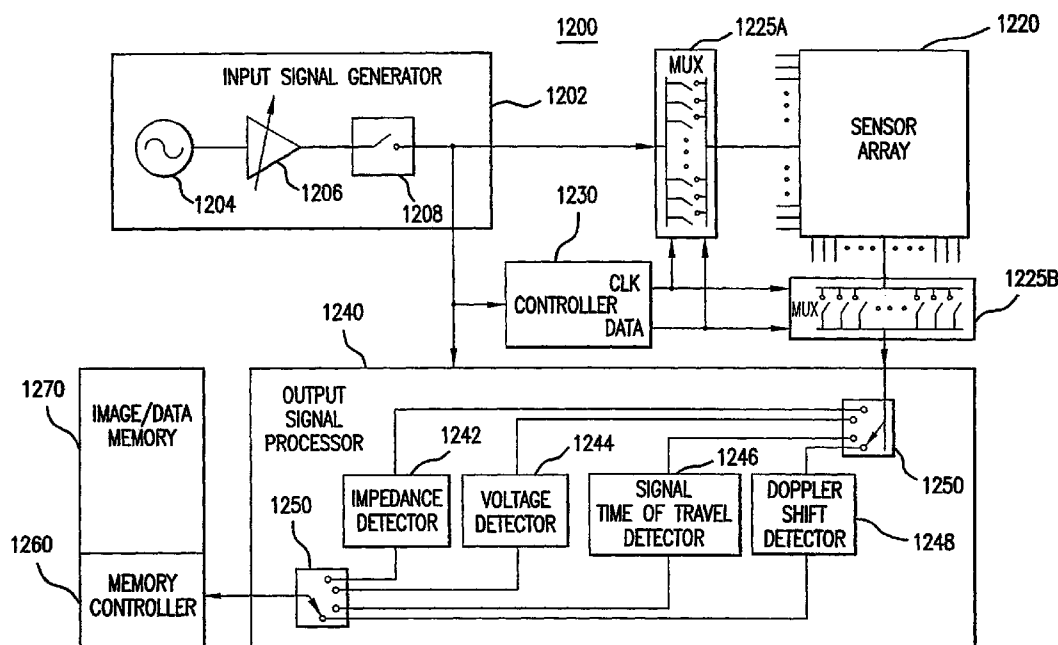 1200
1225A
1220
INPUT SIGNAL GENERATOR
1202
MUX
SENSOR
ARRAY
1204
1206
1208
1230
CLK
CONTROLLER
DATA
1225B
MUX
1240
1270
IMAGE/DATA
MEMORY
OUTPUT
SIGNAL
PROCESSOR
1242
1244
1246
1250
IMPEDANCE
DETECTOR
VOLTAGE
DETECTOR
SIGNAL
TIME OF TRAVEL
DETECTOR
DOPPLER
SHIFT
DETECTOR
1248
1250
1260
MEMORY
CONTROLLER